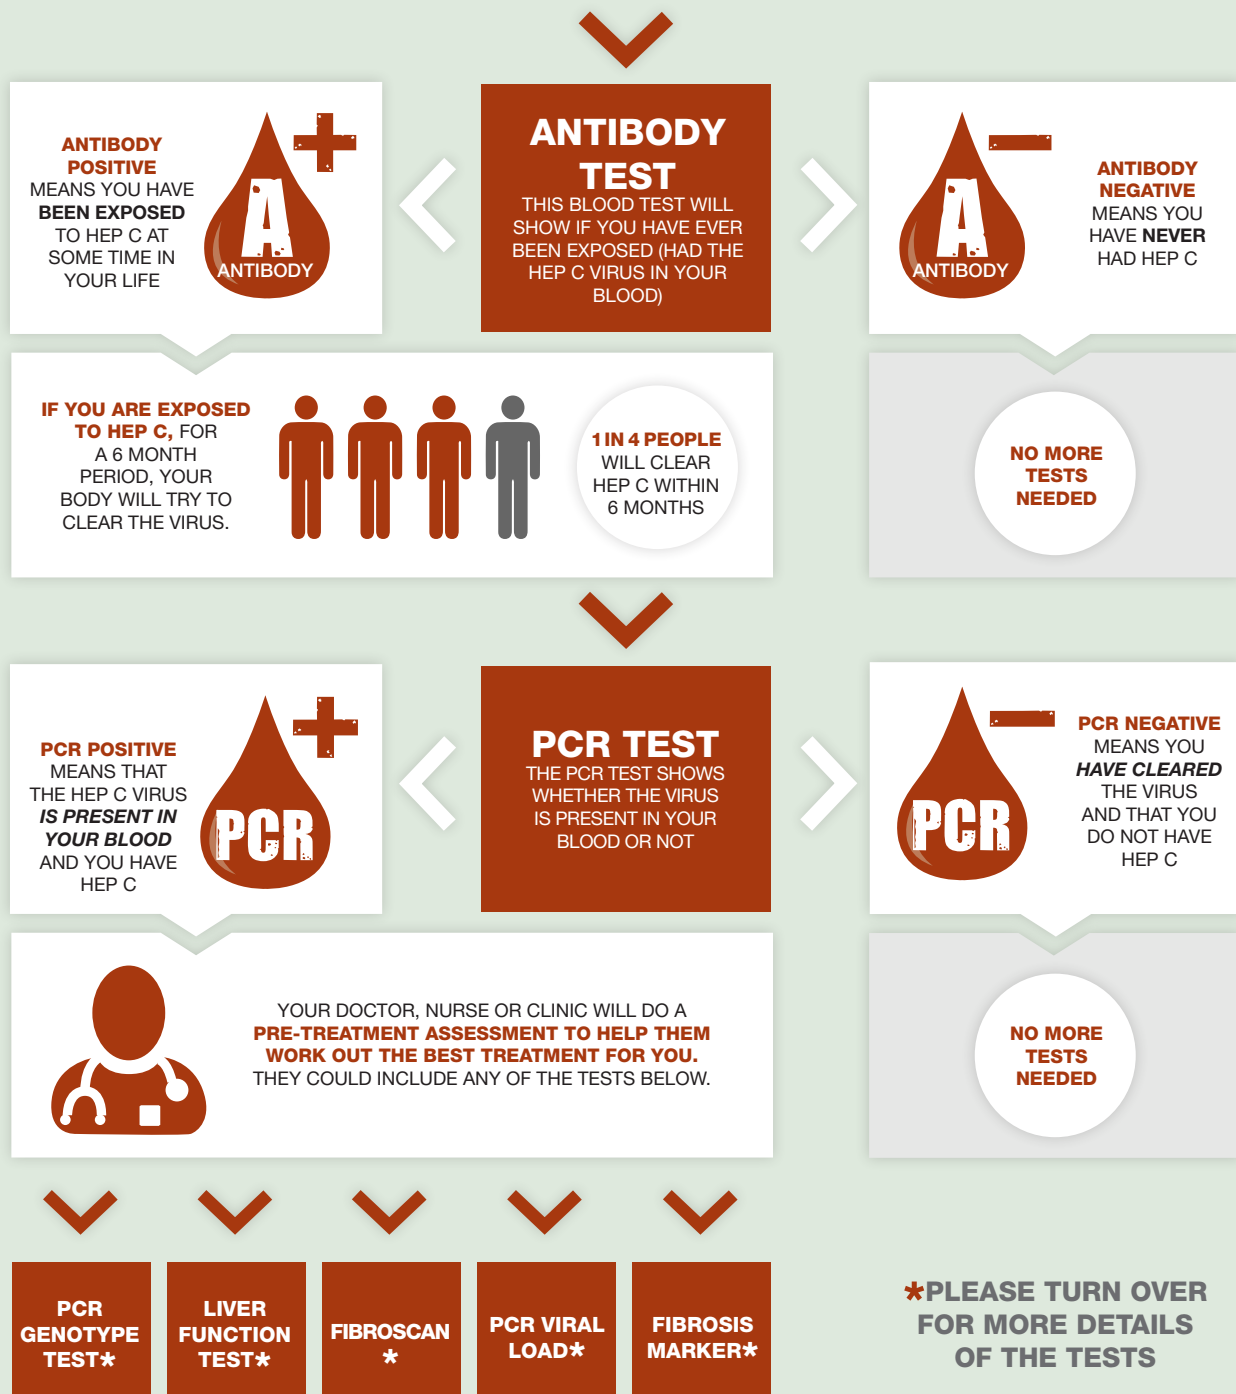 ANTIBODY
POSITIVE
MEANS YOU HAVE
BEEN EXPOSED
TO HEP C AT
SOME TIME IN
YOUR LIFE
A
ANTIBODY
ANTIBODY
TEST
THIS BLOOD TEST WILL
SHOW IF YOU HAVE EVER
BEEN EXPOSED (HAD THE
HEP C VIRUS IN YOUR
BLOOD)
A
ANTIBODY
ANTIBODY
NEGATIVE
MEANS YOU
HAVE NEVER
HAD HEP C
IF YOU ARE EXPOSED
TO HEP C, FOR
A 6 MONTH
PERIOD, YOUR
BODY WILL TRY TO
CLEAR THE VIRUS.
1 IN 4 PEOPLE
WILL CLEAR
HEP C WITHIN
6 MONTHS
NO MORE
TESTS
NEEDED
PCR POSITIVE
MEANS THAT
THE HEP C VIRUS
IS PRESENT IN
YOUR BLOOD
AND YOU HAVE
HEP C
PCR
PCR TEST
THE PCR TEST SHOWS
WHETHER THE VIRUS
IS PRESENT IN YOUR
BLOOD OR NOT
PCR
PCR NEGATIVE
MEANS YOU
HAVE CLEARED
THE VIRUS
AND THAT YOU
DO NOT HAVE
HEP C
YOUR DOCTOR, NURSE OR CLINIC WILL DO A
PRE-TREATMENT ASSESSMENT TO HELP THEM
WORK OUT THE BEST TREATMENT FOR YOU.
THEY COULD INCLUDE ANY OF THE TESTS BELOW.
NO MORE
TESTS
NEEDED
PCR
GENOTYPE
TEST*
LIVER
FUNCTION
TEST*
FIBROSCAN
*
PCR VIRAL
LOAD*
FIBROSIS
MARKER*
*PLEASE TURN OVER
FOR MORE DETAILS
OF THE TESTS